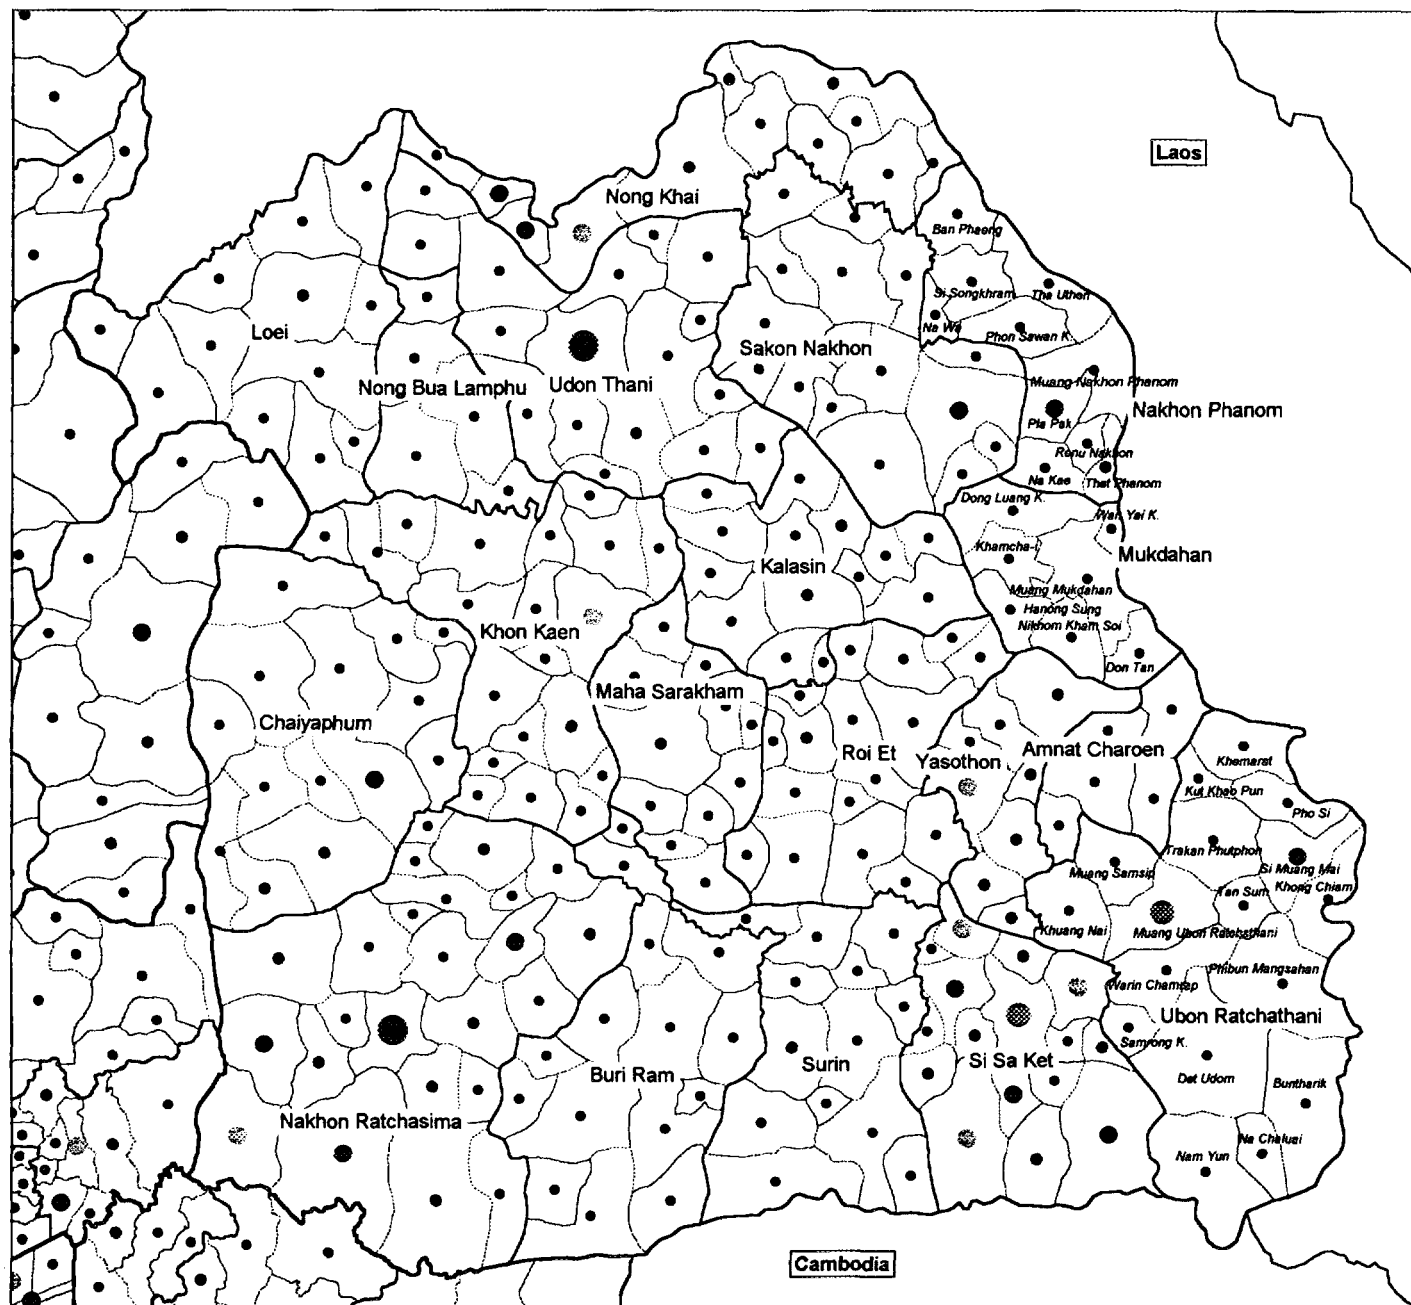 Laos
Nong Khai
Ban Phaeng
Si Songkhram
Tha Uthen
Na Wa
Phon Sawan K.
Loei
Sakon Nakhon
Nong Bua Lamphu
Udon Thani
Muang Nakhon Phanom
Nakhon Phanom
Pla Pak
Renu Nakhon
Na Kae
That Phanom
Dong Luang K.
Wan Yai K.
Khamcha-i
Mukdahan
Kalasin
Muang Mukdahan
Hanong Sung
Nikhom Kham Soi
Khon Kaen
Don Tan
Maha Sarakham
Chaiyaphum
Roi Et
Yasothon
Amnat Charoen
Khemarat
Kut Khao Pun
Pho Si
Trakan Phutphon
Muang Samsip
Si Muang Mai
Tan Sum
Khong Chiam
Khuang Nai
Muang Ubon Ratchathani
Phibun Mangsahan
Warin Chamrap
Ubon Ratchathani
Samrong K.
Si Sa Ket
Surin
Buri Ram
Det Udom
Buntharik
Nakhon Ratchasima
Na Chaluai
Nam Yun
Cambodia